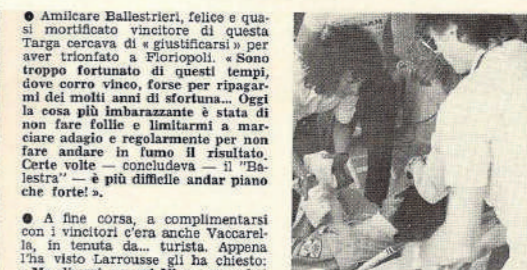 ● Amilcare Ballestrieri, felice e qua-
si mortificato vincitore di questa
Targa cercava di « giustificarsi » per
aver trionfato a Floriopoli. « Sono
troppo fortunato di questi tempi,
dove corro vinco, forse per ripagar-
mi dei molti anni di sfortuna... Oggi
la cosa più imbarazzante è stata di
non fare follie e limitarmi a mar-
ciare adagio e regolarmente per non
fare andare in fumo il risultato.
Certe volte — concludeva — il "Ba-
lestra" — è più difficile andar piano
che forte! ».
● A fine corsa, a complimentarsi
con i vincitori c'era anche Vaccarel-
la, in tenuta da... turista. Appena
l'ha visto Larrousse gli ha chiesto: